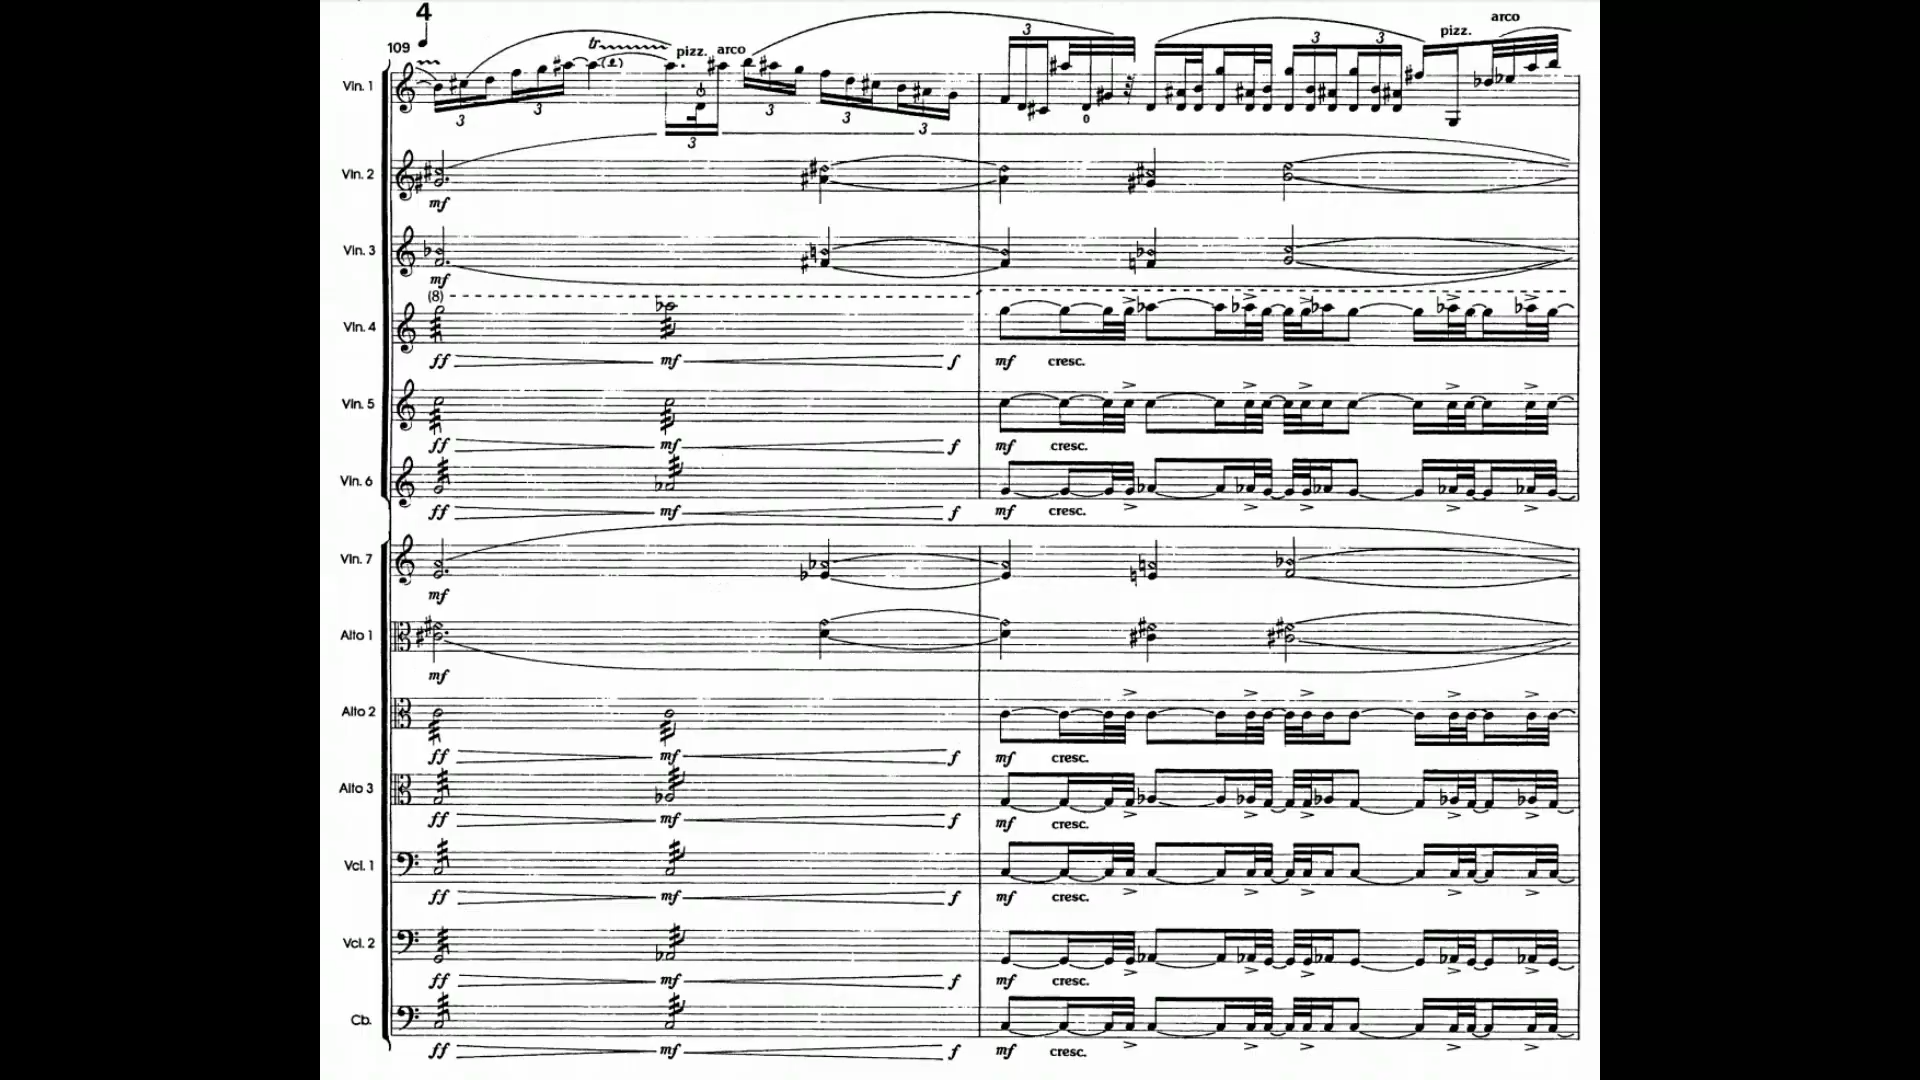 4
109
tr
pizz. arco
3 3 3 3 3 3
3 3 3
pizz. arco
0
Vln. 1
Vln. 2
mf
Vln. 3
mf
(8)
Vln. 4
ff mf f mf cresc.
Vln. 5
ff mf f mf cresc.
Vln. 6
ff mf f mf cresc.
Vln. 7
mf
Alto 1
mf
Alto 2
ff mf f mf cresc.
Alto 3
ff mf f mf cresc.
Vcl. 1
ff mf f mf cresc.
Vcl. 2
ff mf f mf cresc.
Cb.
ff mf f mf cresc.